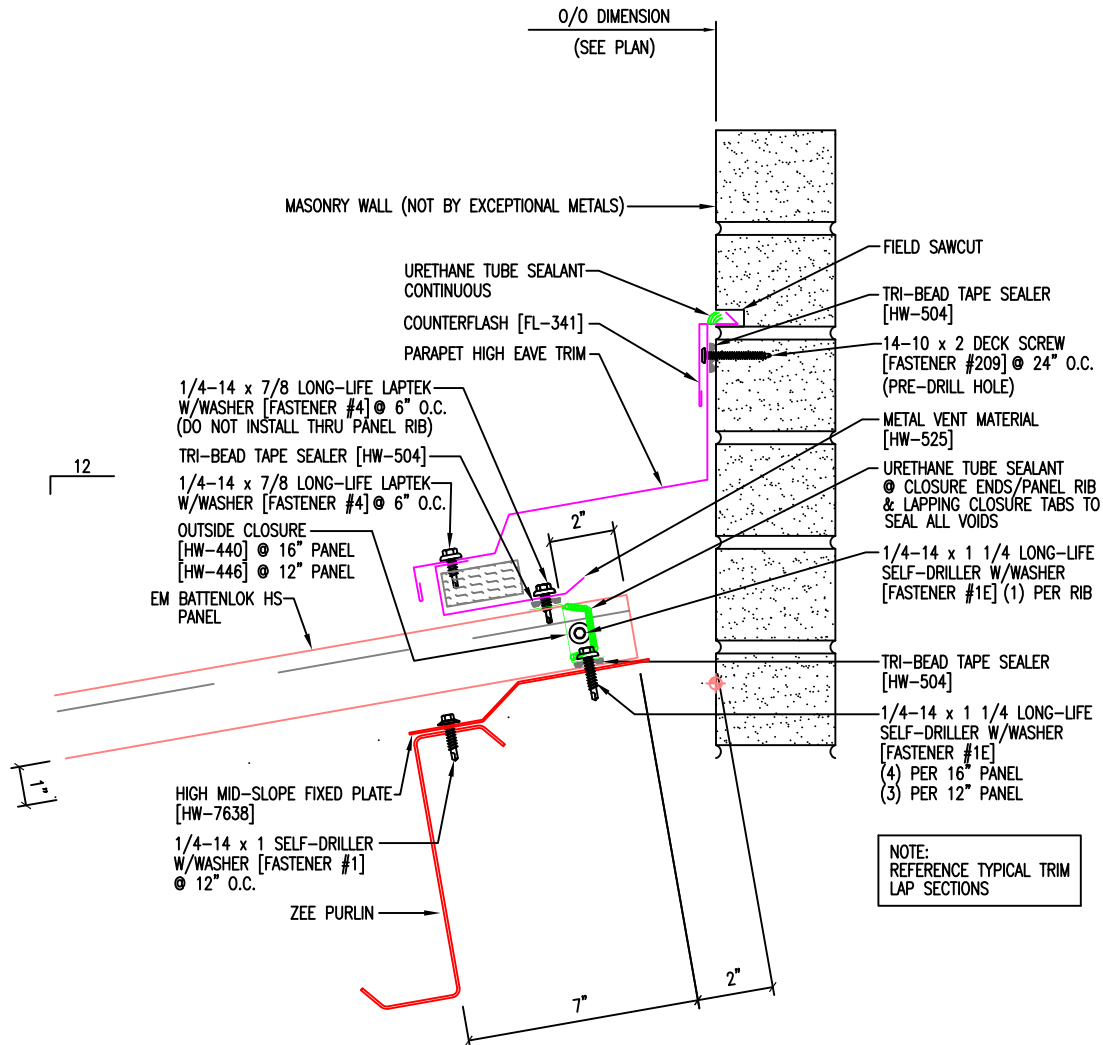 O/O DIMENSION
(SEE PLAN)
MASONRY WALL (NOT BY EXCEPTIONAL METALS)
FIELD SAWCUT
URETHANE TUBE SEALANT
CONTINUOUS
TRI-BEAD TAPE SEALER
[HW-504]
COUNTERFLASH [FL-341]
14-10 x 2 DECK SCREW
[FASTENER #209] @ 24" O.C.
(PRE-DRILL HOLE)
PARAPET HIGH EAVE TRIM
1/4-14 x 7/8 LONG-LIFE LAPTEK
W/WASHER [FASTENER #4] @ 6" O.C.
(DO NOT INSTALL THRU PANEL RIB)
METAL VENT MATERIAL
[HW-525]
TRI-BEAD TAPE SEALER [HW-504]
12
1/4-14 x 7/8 LONG-LIFE LAPTEK
W/WASHER [FASTENER #4] @ 6" O.C.
URETHANE TUBE SEALANT
@ CLOSURE ENDS/PANEL RIB
& LAPPING CLOSURE TABS TO
SEAL ALL VOIDS
2"
OUTSIDE CLOSURE
[HW-440] @ 16" PANEL
[HW-446] @ 12" PANEL
1/4-14 x 1 1/4 LONG-LIFE
SELF-DRILLER W/WASHER
[FASTENER #1E] (1) PER RIB
EM BATTENLOK HS
PANEL
TRI-BEAD TAPE SEALER
[HW-504]
1/4-14 x 1 1/4 LONG-LIFE
SELF-DRILLER W/WASHER
[FASTENER #1E]
(4) PER 16" PANEL
(3) PER 12" PANEL
1"
HIGH MID-SLOPE FIXED PLATE
[HW-7638]
1/4-14 x 1 SELF-DRILLER
W/WASHER [FASTENER #1]
@ 12" O.C.
NOTE:
REFERENCE TYPICAL TRIM
LAP SECTIONS
ZEE PURLIN
2"
7"